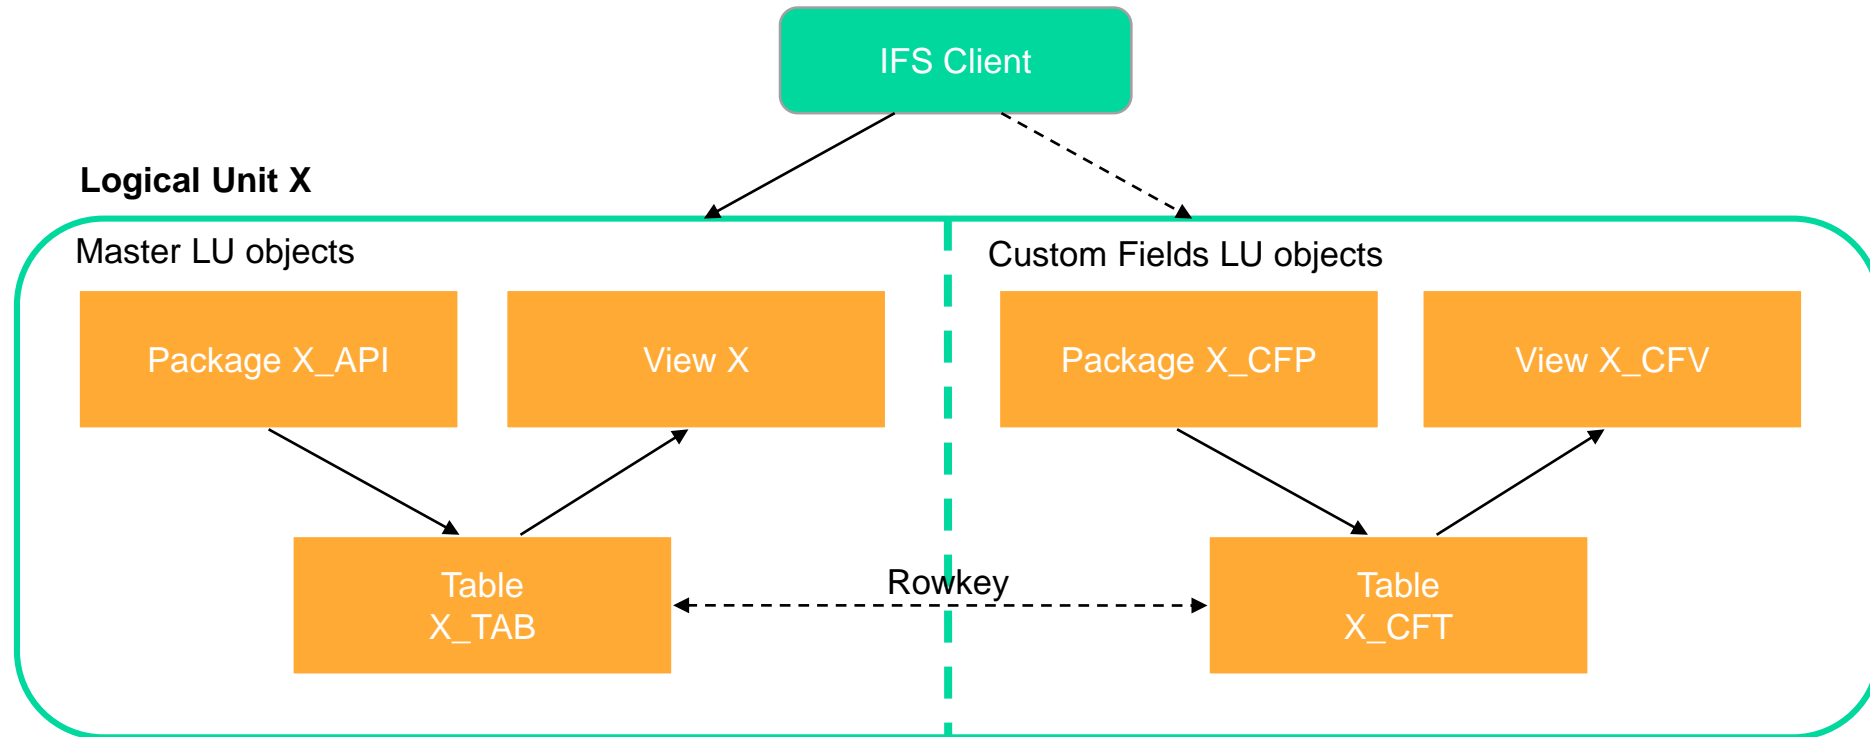 IFS Client
Logical Unit X
Master LU objects
Custom Fields LU objects
Package X_API
View X
Package X_CFP
View X_CFV
Table
X_TAB
Rowkey
Table
X_CFT